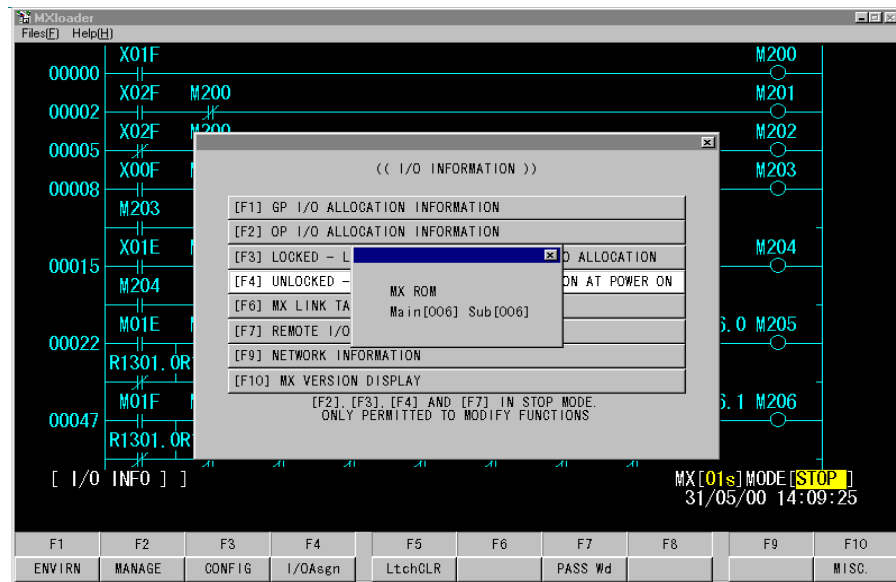 MXloader
Files[F] Help[H]
X01F M200
00000
X02F M200 M201
00002
X02F M200 M202
00005
X00F M203
00008
M203
X01E M204
00015
M204
M01E 6.0 M205
00022
R1301.0R
M01F 6.1 M206
00047
R1301.0R
(( I/O INFORMATION ))
[F1] GP I/O ALLOCATION INFORMATION
[F2] OP I/O ALLOCATION INFORMATION
[F3] LOCKED - L O ALLOCATION
[F4] UNLOCKED - ON AT POWER ON
[F6] MX LINK TA
[F7] REMOTE I/O
[F9] NETWORK INFORMATION
[F10] MX VERSION DISPLAY
[F2], [F3], [F4] AND [F7] IN STOP MODE.
ONLY PERMITTED TO MODIFY FUNCTIONS
MX ROM
Main[006] Sub[006]
[ I/O INFO ] ] MX[01s]MODE[STOP ]
31/05/00 14:09:25
F1 F2 F3 F4 F5 F6 F7 F8 F9 F10
ENVIRN MANAGE CONFIG I/OAsgn LtchCLR PASS Wd MISC.